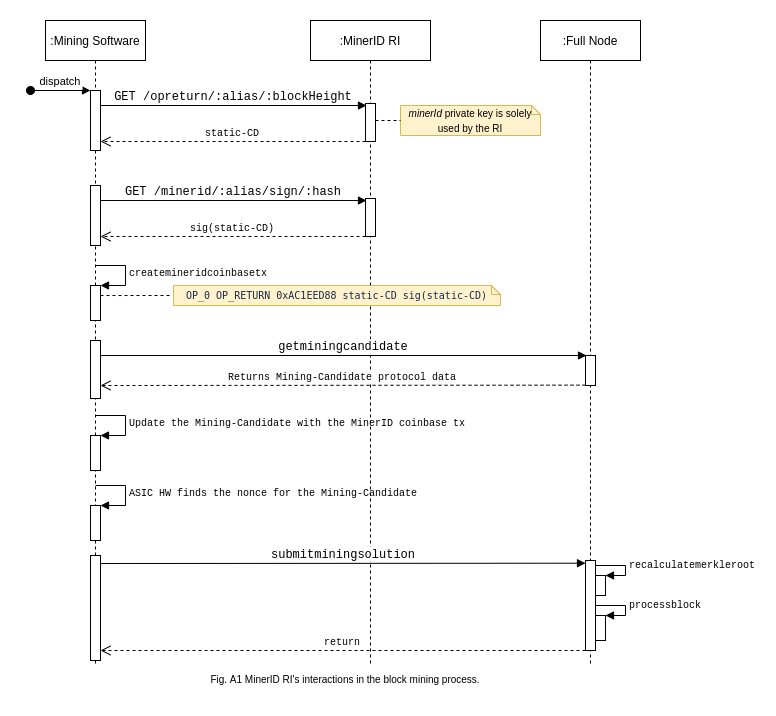 :Mining Software
:MinerID RI
:Full Node
dispatch
GET /opreturn/:alias/:blockHeight
minerId private key is solely
used by the RI
static-CD
GET /minerid/:alias/sign/:hash
sig(static-CD)
createmineridcoinbasetx
OP_0 OP_RETURN 0xAC1EED88 static-CD sig(static-CD)
getminingcandidate
Returns Mining-Candidate protocol data
Update the Mining-Candidate with the MinerID coinbase tx
ASIC HW finds the nonce for the Mining-Candidate
submitminingsolution
recalculatemerkleroot
processblock
return
Fig. A1 MinerID RI's interactions in the block mining process.